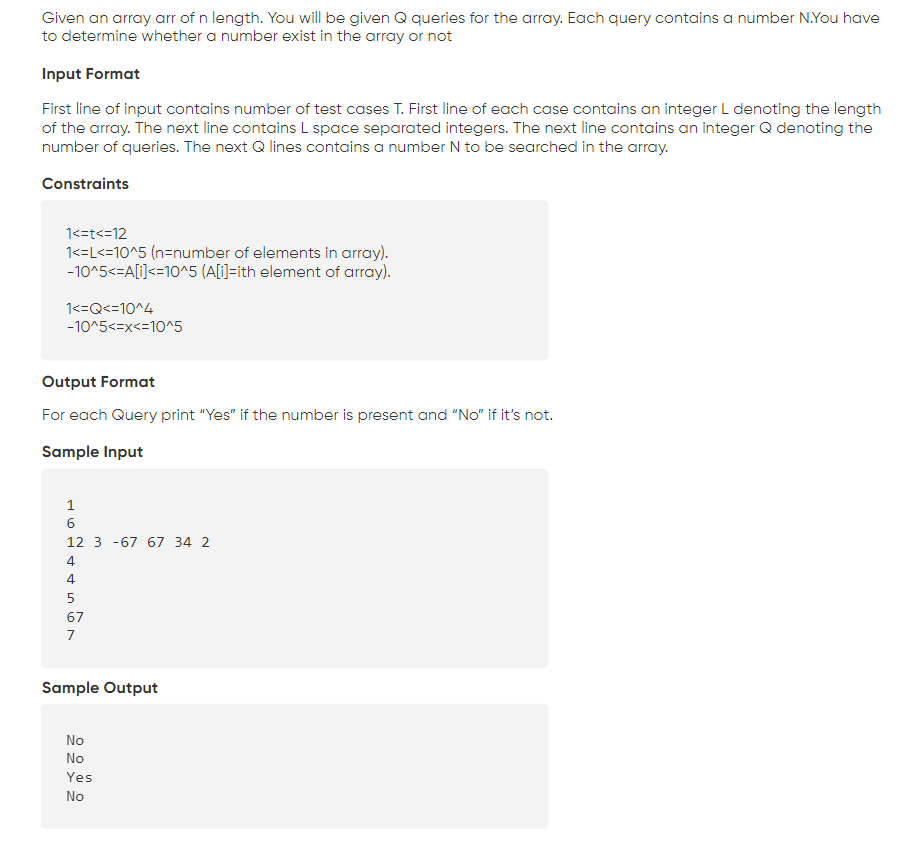 Given an array arr of n length. You will be given Q queries for the array. Each query contains a number N.You have
to determine whether a number exist in the array or not
Input Format
First line of input contains number of test cases T. First line of each case contains an integer L denoting the length
of the array. The next line contains L space separated integers. The next line contains an integer Q denoting the
number of queries. The next Q lines contains a number N to be searched in the array.
Constraints
1<=t<=12
1<=L<=10^5 (n=number of elements in array).
-10^5<=A[i]<=10^5 (A[i]=ith element of array).
1<=Q<=10^4
-10^5<=x<=10^5
Output Format
For each Query print “Yes” if the number is present and “No” if it’s not.
Sample Input
1
6
12 3 -67 67 34 2
4
4
5
67
7
Sample Output
No
No
Yes
No